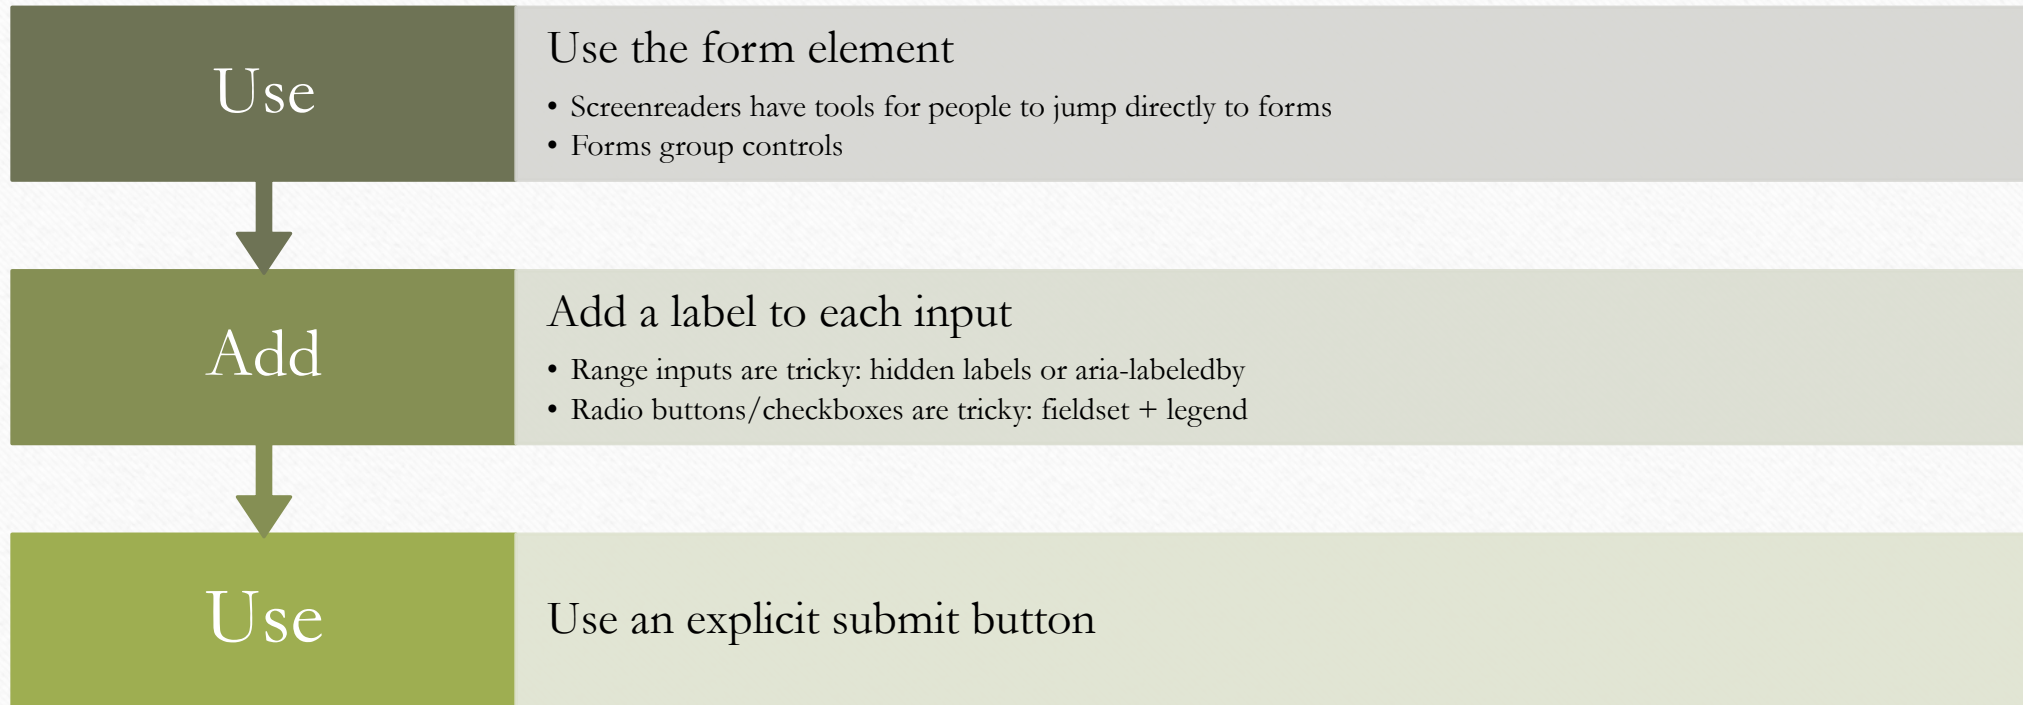 Use
Use the form element
• Screenreaders have tools for people to jump directly to forms
• Forms group controls
Add
Add a label to each input
• Range inputs are tricky: hidden labels or aria-labeledby
• Radio buttons/checkboxes are tricky: fieldset + legend
Use
Use an explicit submit button